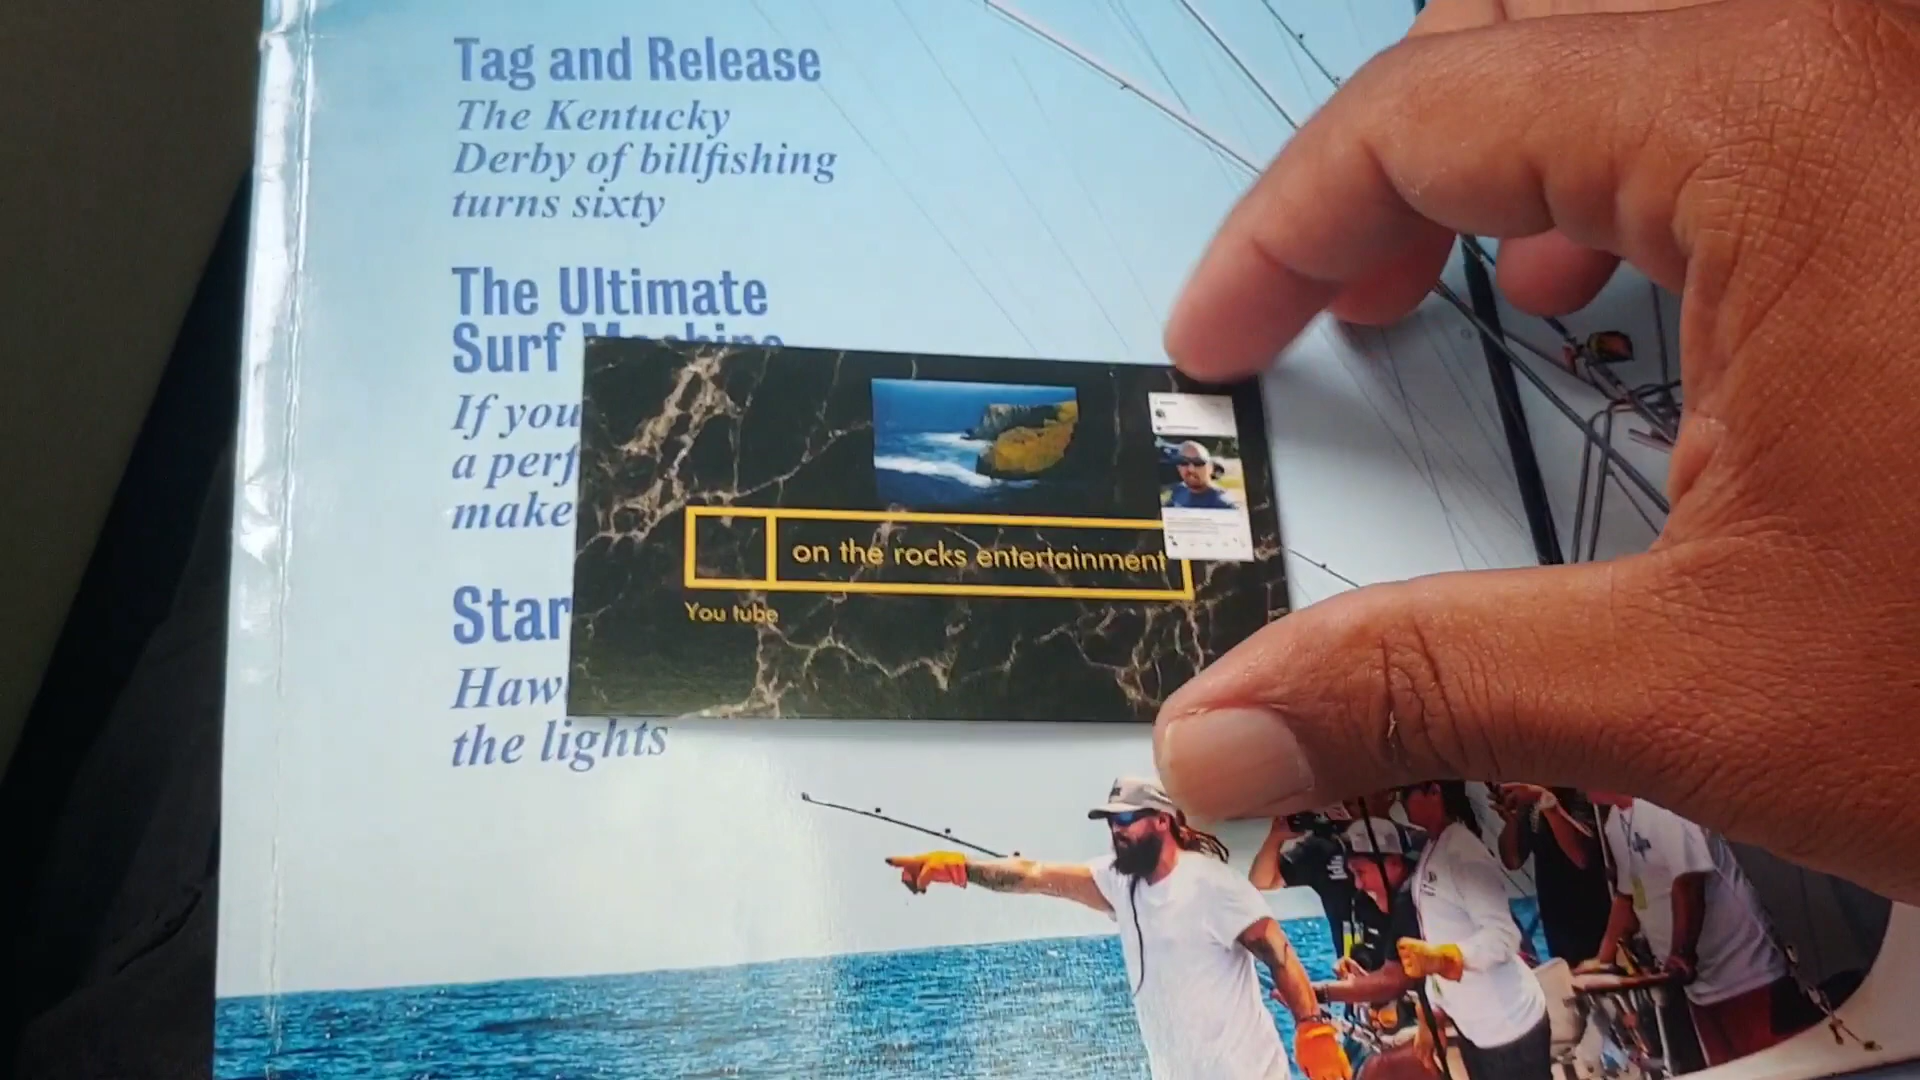 Tag and Release
The Kentucky
Derby of billfishing
turns sixty
The Ultimate
Surf Machine
If you
a perf
make
Star
Haw
the lights
on the rocks entertainment
You tube